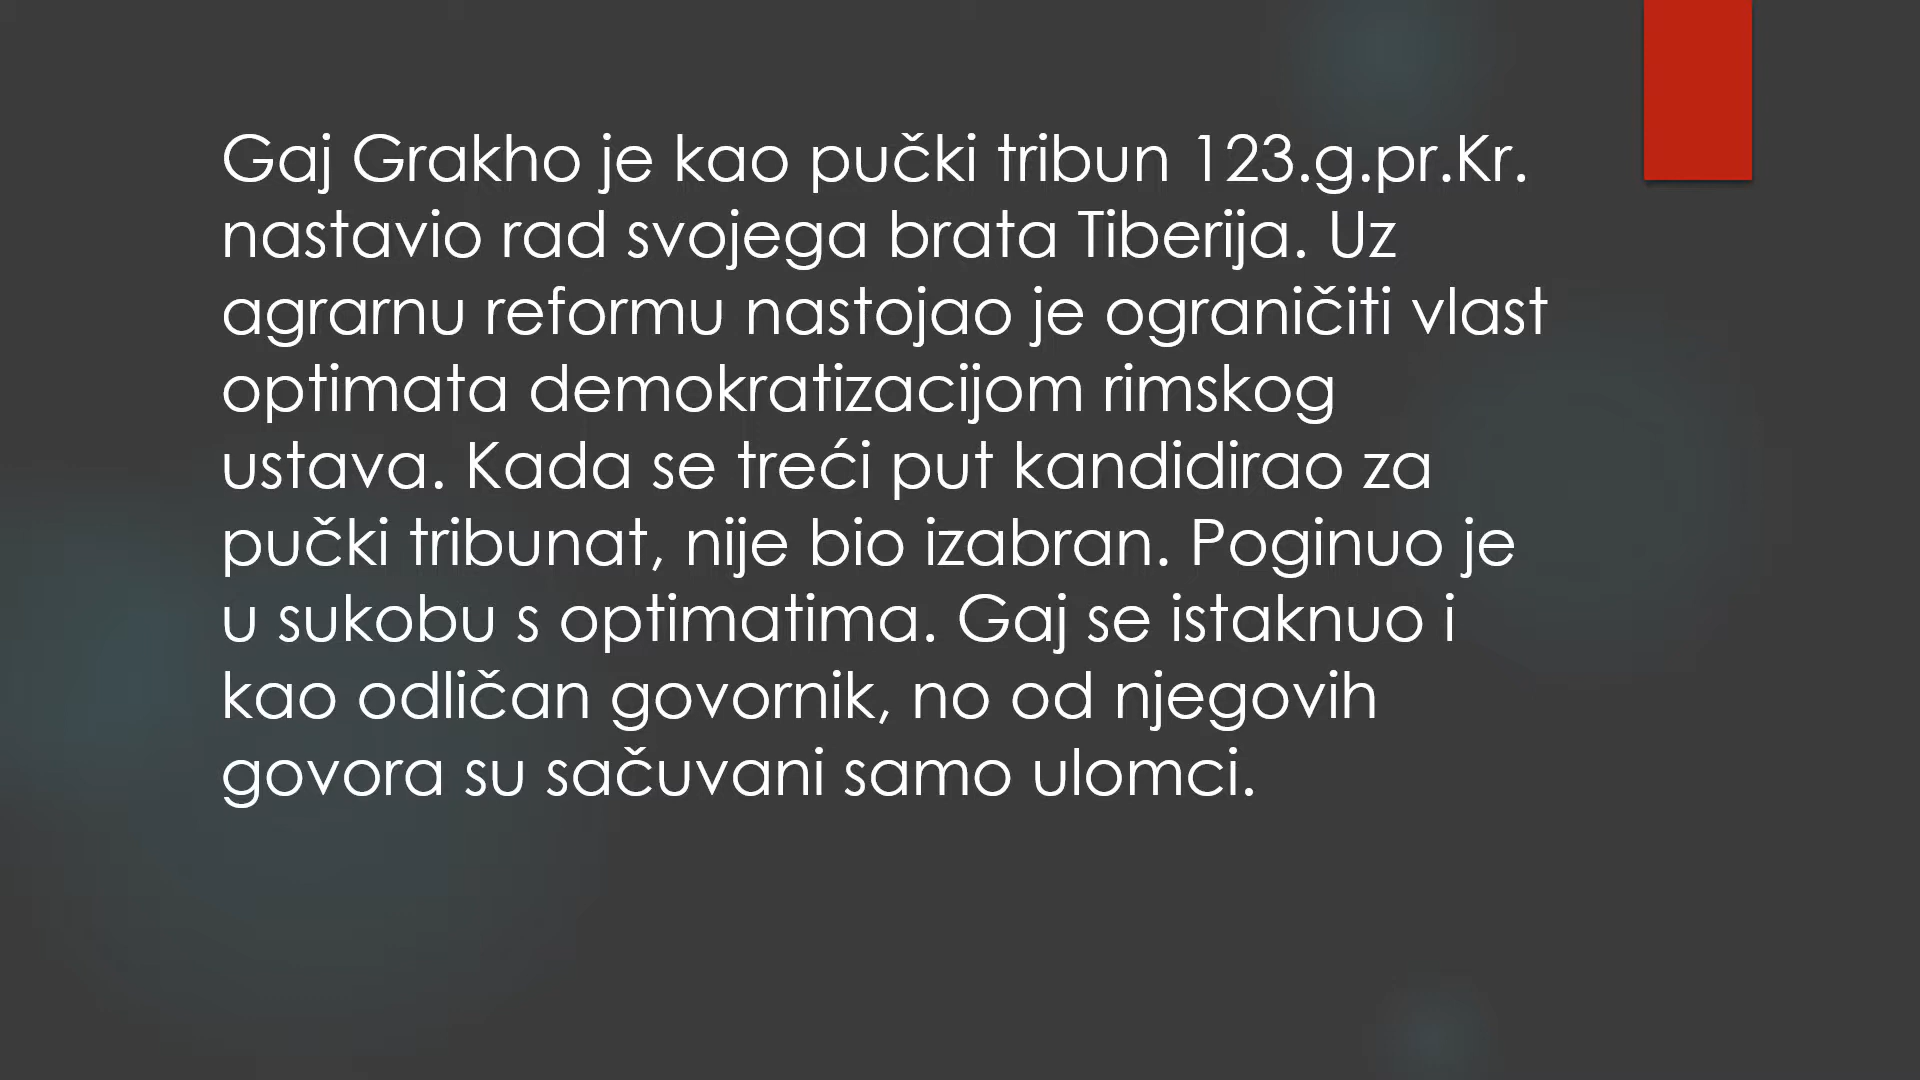 Gaj Grakho je kao pučki tribun 123.g.pr.Kr.
nastavio rad svojega brata Tiberija. Uz
agrarnu reformu nastojao je ograničiti vlast
optimata demokratizacijom rimskog
ustava. Kada se treći put kandidirao za
pučki tribunat, nije bio izabran. Poginuo je
u sukobu s optimatima. Gaj se istaknuo i
kao odličan govornik, no od njegovih
govora su sačuvani samo ulomci.